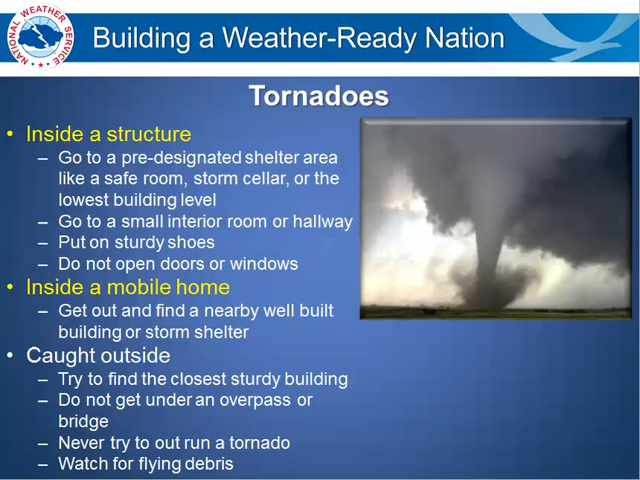 NATIONAL WEATHER SERVICE
Building a Weather-Ready Nation
Tornadoes
• Inside a structure
– Go to a pre-designated shelter area
like a safe room, storm cellar, or the
lowest building level
– Go to a small interior room or hallway
– Put on sturdy shoes
– Do not open doors or windows
• Inside a mobile home
– Get out and find a nearby well built
building or storm shelter
• Caught outside
– Try to find the closest sturdy building
– Do not get under an overpass or
bridge
– Never try to out run a tornado
– Watch for flying debris